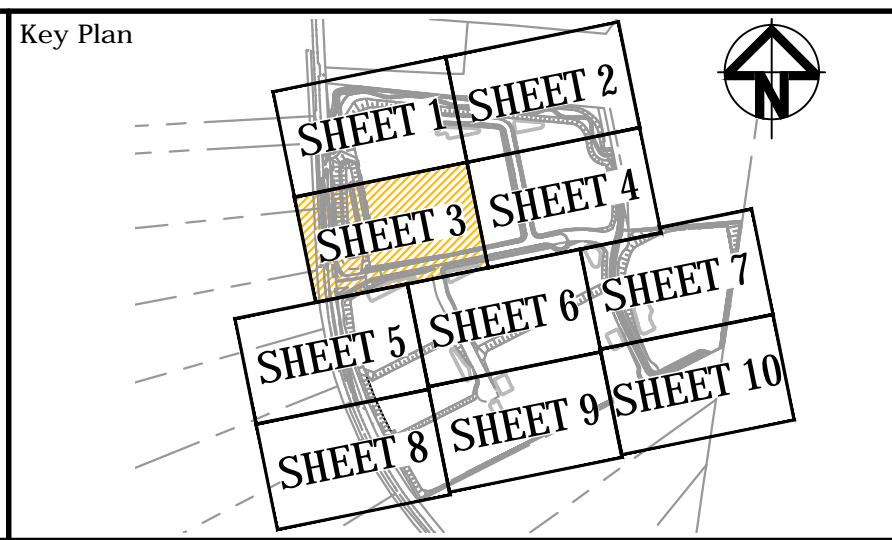 Key Plan
N
SHEET 1
SHEET 2
SHEET 3
SHEET 4
SHEET 5
SHEET 6
SHEET 7
SHEET 8
SHEET 9
SHEET 10